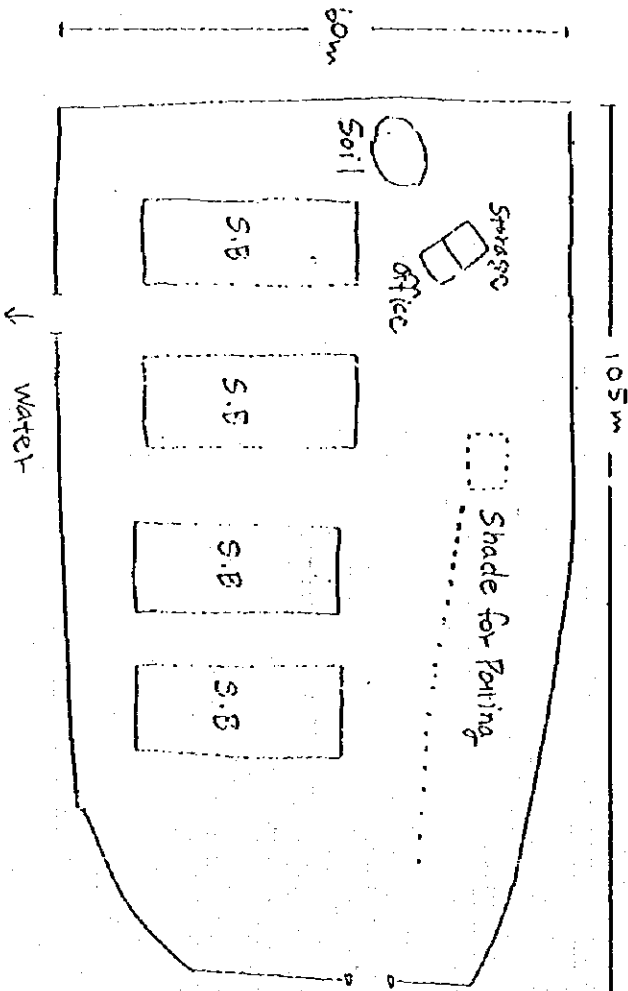 105m
60m
Storage
office
Soil
Shade for Potting
S.B
S.B
S.B
S.B
↓ Water